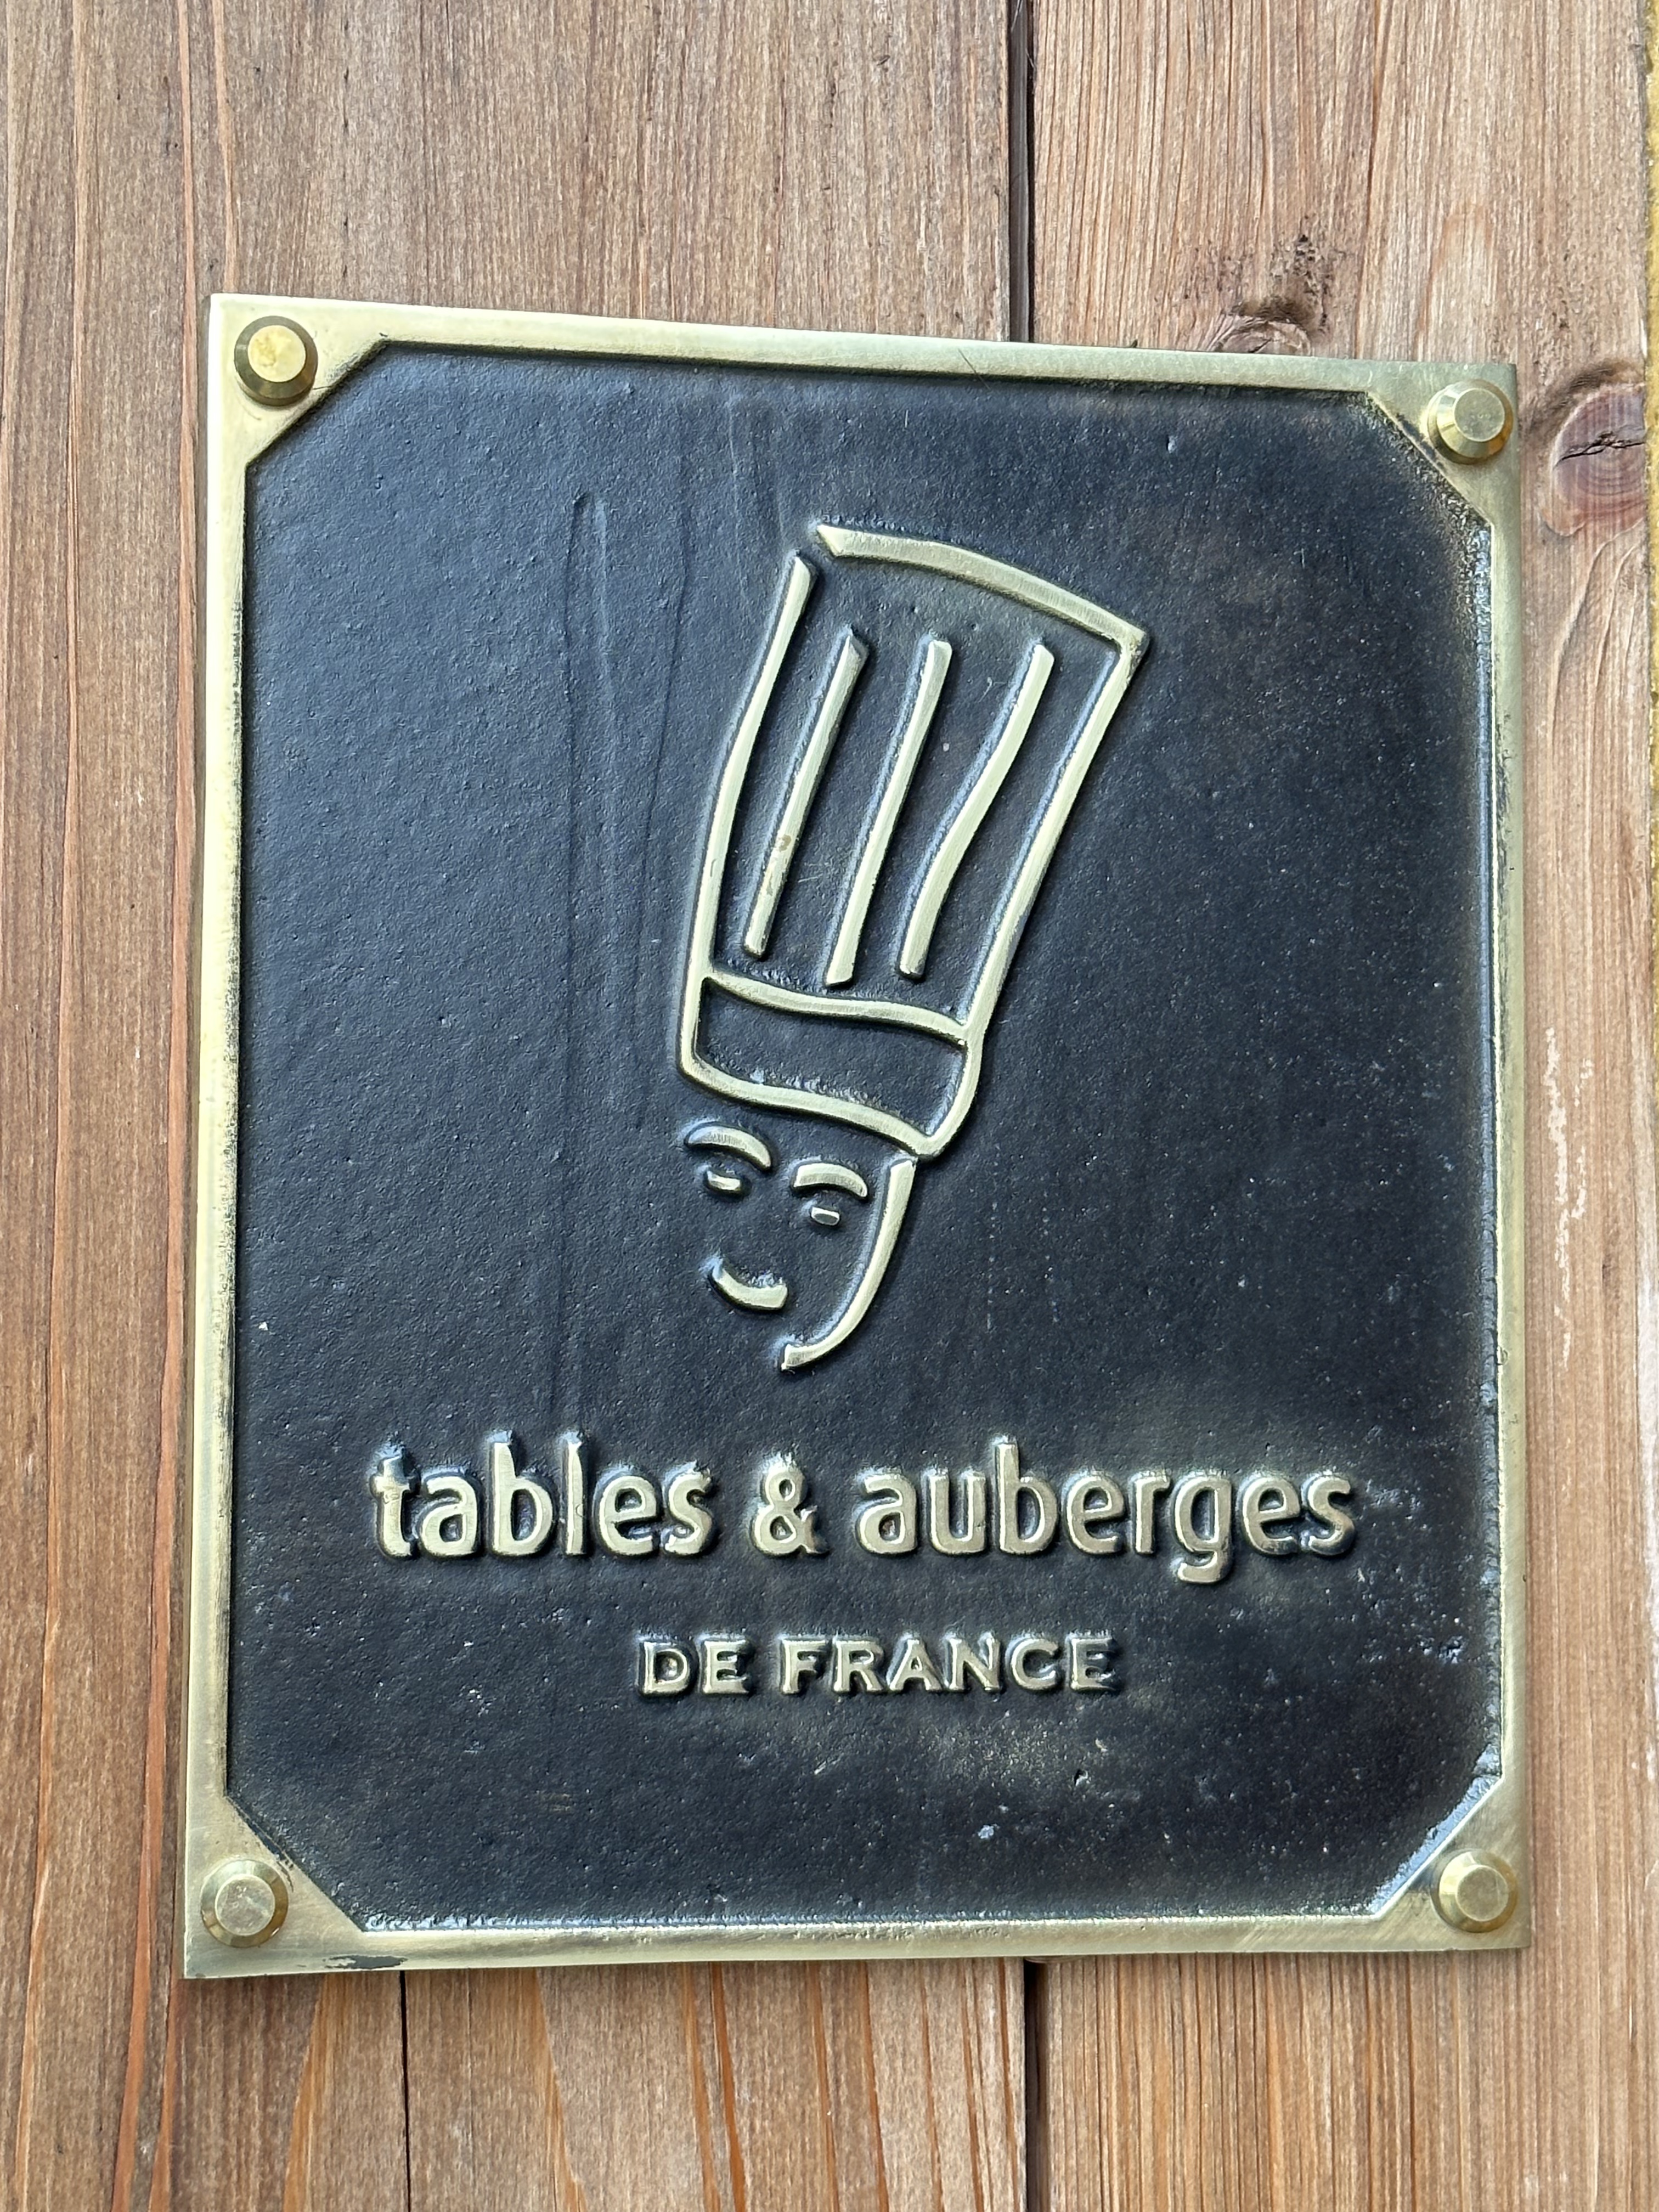 tables & auberges
DE FRANCE